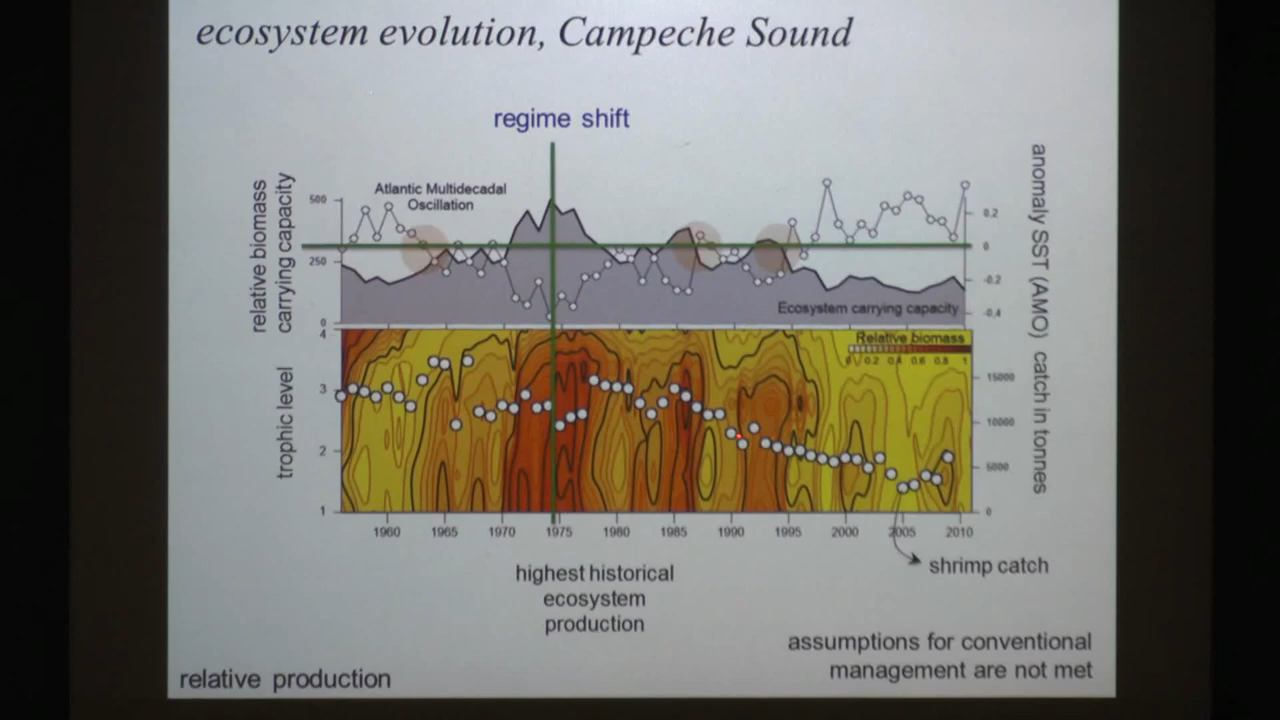 ecosystem evolution, Campeche Sound
regime shift
Atlantic Multidecadal
Oscillation
relative biomass
carrying capacity
500
250
0
anomaly SST (AMO)
0,2
0
-0,2
-0,4
Ecosystem carrying capacity
Relative biomass
0 0.2 0.4 0.6 0.8 1
trophic level
4
3
2
1
catch in tonnes
15000
10000
5000
0
1960 1965 1970 1975 1980 1985 1990 1995 2000 2005 2010
shrimp catch
highest historical
ecosystem
production
assumptions for conventional
management are not met
relative production